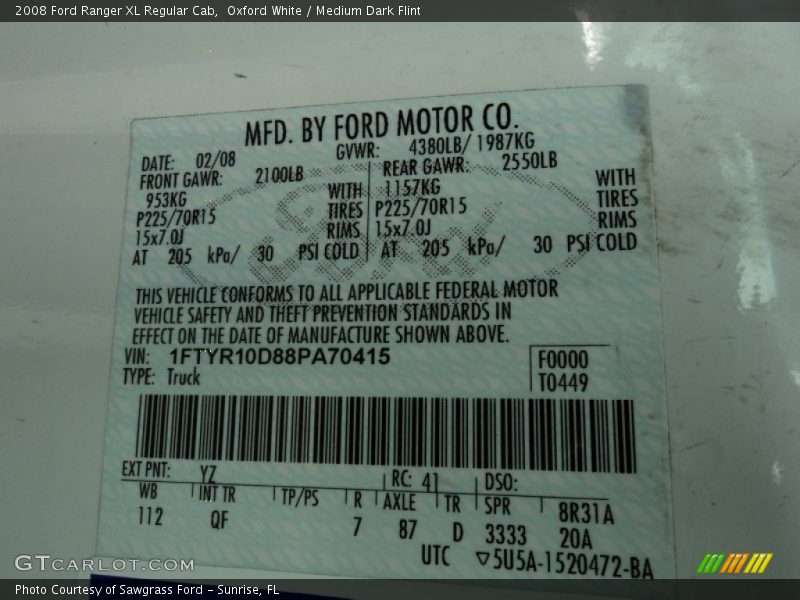 2008 Ford Ranger XL Regular Cab,  Oxford White / Medium Dark Flint
MFD. BY FORD MOTOR CO.
DATE: 02/08 GVWR: 4380LB/ 1987KG
FRONT GAWR: 2100LB REAR GAWR: 2550LB
953KG WITH 1157KG WITH
P225/70R15 TIRES P225/70R15 TIRES
15x7.0J RIMS 15x7.0J RIMS
AT 205 kPa/ 30 PSI COLD AT 205 kPa/ 30 PSI COLD
THIS VEHICLE CONFORMS TO ALL APPLICABLE FEDERAL MOTOR
VEHICLE SAFETY AND THEFT PREVENTION STANDARDS IN
EFFECT ON THE DATE OF MANUFACTURE SHOWN ABOVE.
VIN: 1FTYR10D88PA70415 F0000
TYPE: Truck T0449
EXT PNT: YZ RC: 41 DSO:
WB INT TR TP/PS R AXLE TR SPR 8R31A
112 QF 7 87 D 3333 20A
UTC ▽5U5A-1520472-BA
GTCARLOT.COM
Photo Courtesy of Sawgrass Ford - Sunrise, FL